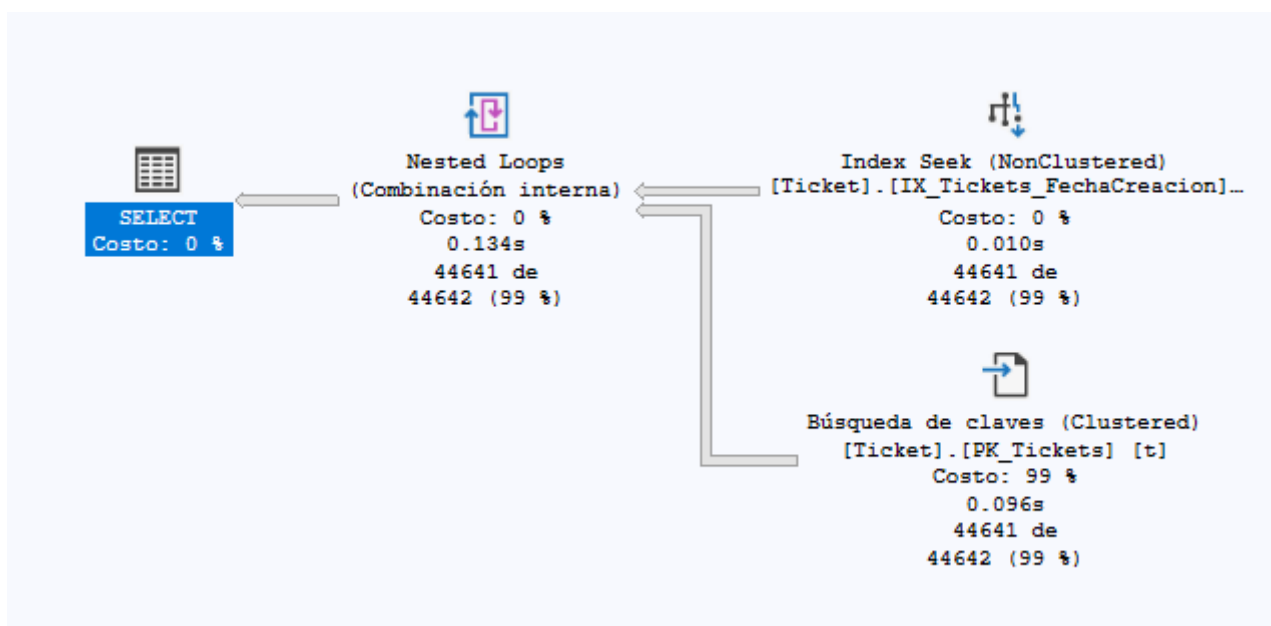 SELECT
Costo: 0 %
Nested Loops
(Combinación interna)
Costo: 0 %
0.134s
44641 de
44642 (99 %)
Index Seek (NonClustered)
[Ticket].[IX_Tickets_FechaCreacion]…
Costo: 0 %
0.010s
44641 de
44642 (99 %)
Búsqueda de claves (Clustered)
[Ticket].[PK_Tickets] [t]
Costo: 99 %
0.096s
44641 de
44642 (99 %)